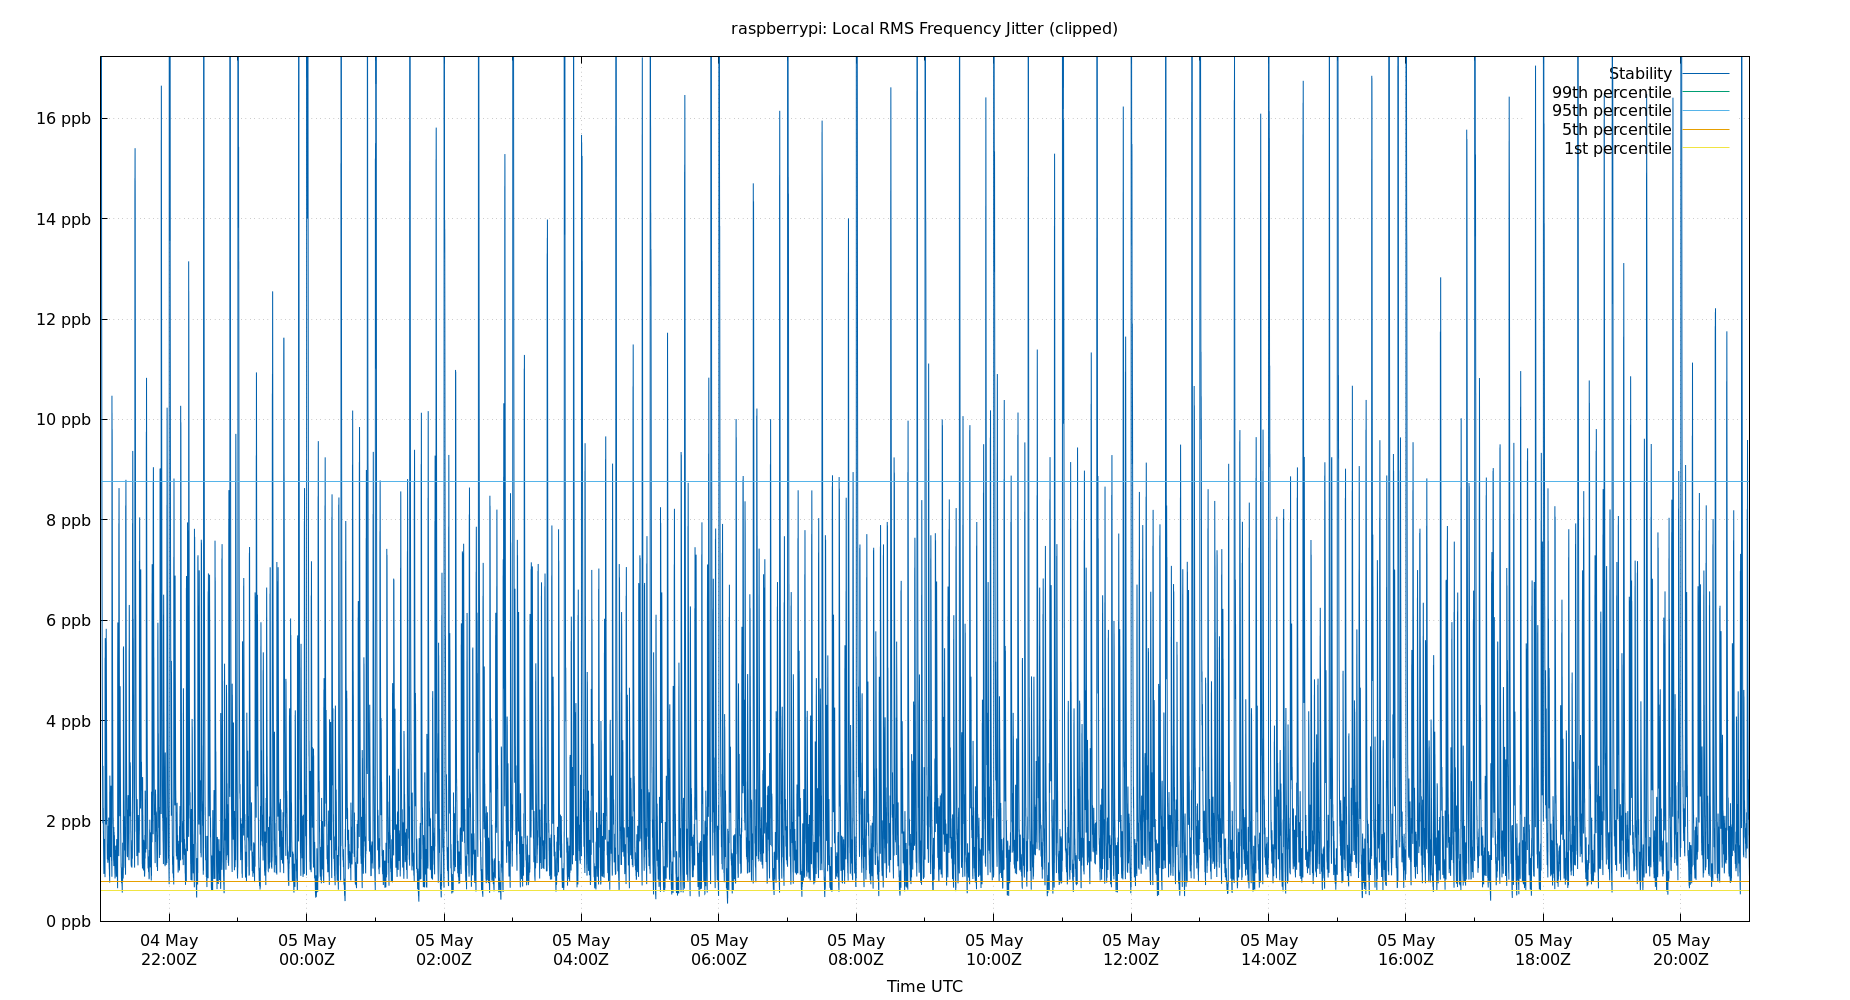 raspberrypi: Local RMS Frequency Jitter (clipped)
Stability
99th percentile
95th percentile
5th percentile
1st percentile
16 ppb
14 ppb
12 ppb
10 ppb
8 ppb
6 ppb
4 ppb
2 ppb
0 ppb
04 May 05 May 05 May 05 May 05 May 05 May 05 May 05 May 05 May 05 May 05 May 05 May
22:00Z 00:00Z 02:00Z 04:00Z 06:00Z 08:00Z 10:00Z 12:00Z 14:00Z 16:00Z 18:00Z 20:00Z
Time UTC